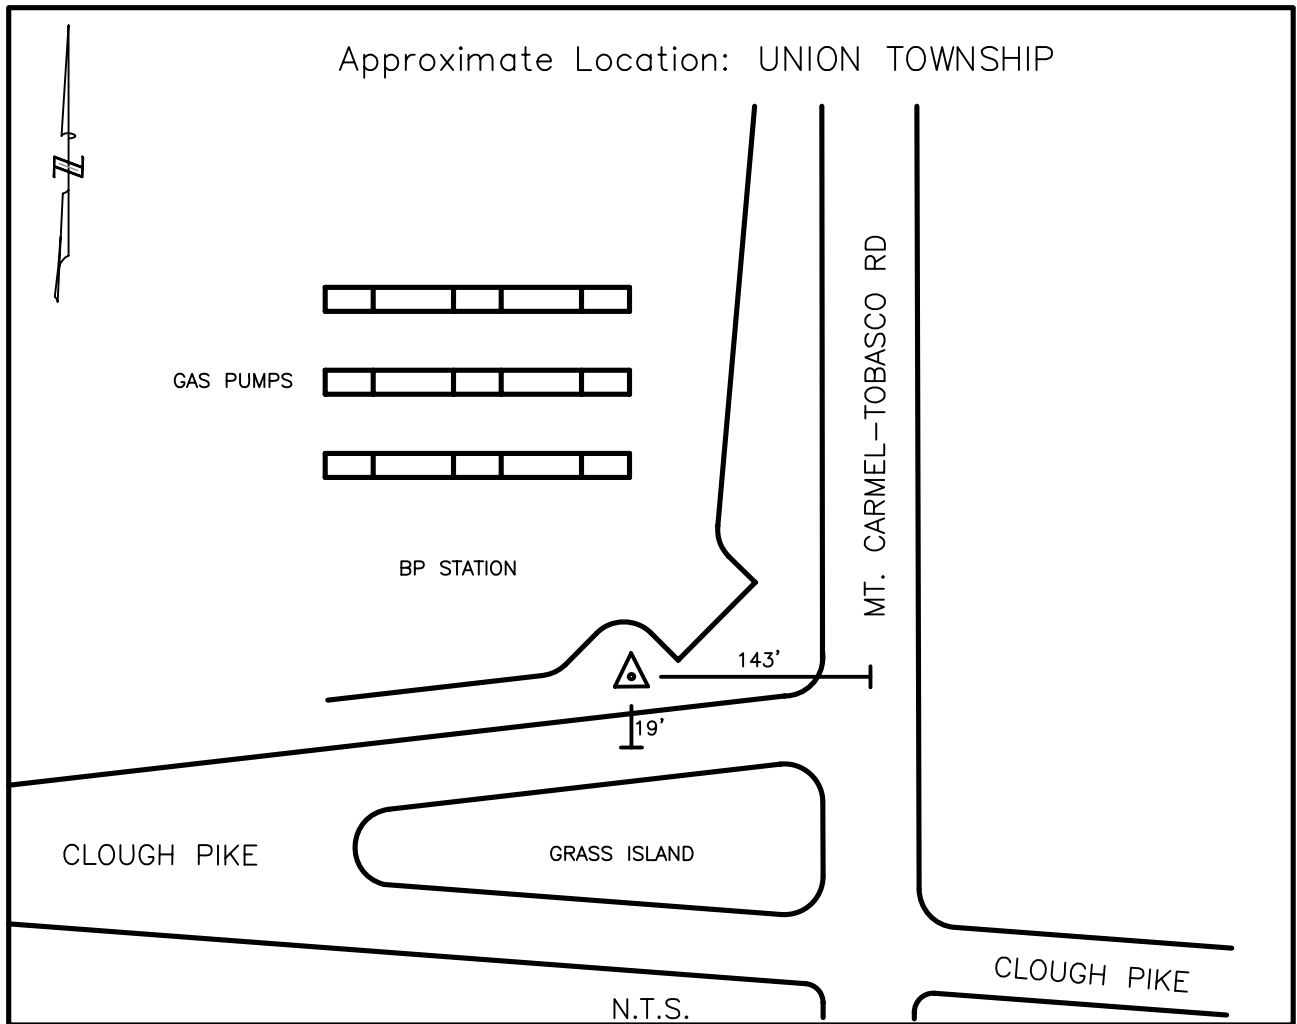 Approximate Location: UNION TOWNSHIP
N
MT. CARMEL-TOBASCO RD
GAS PUMPS
BP STATION
143'
19'
CLOUGH PIKE
GRASS ISLAND
CLOUGH PIKE
N.T.S.